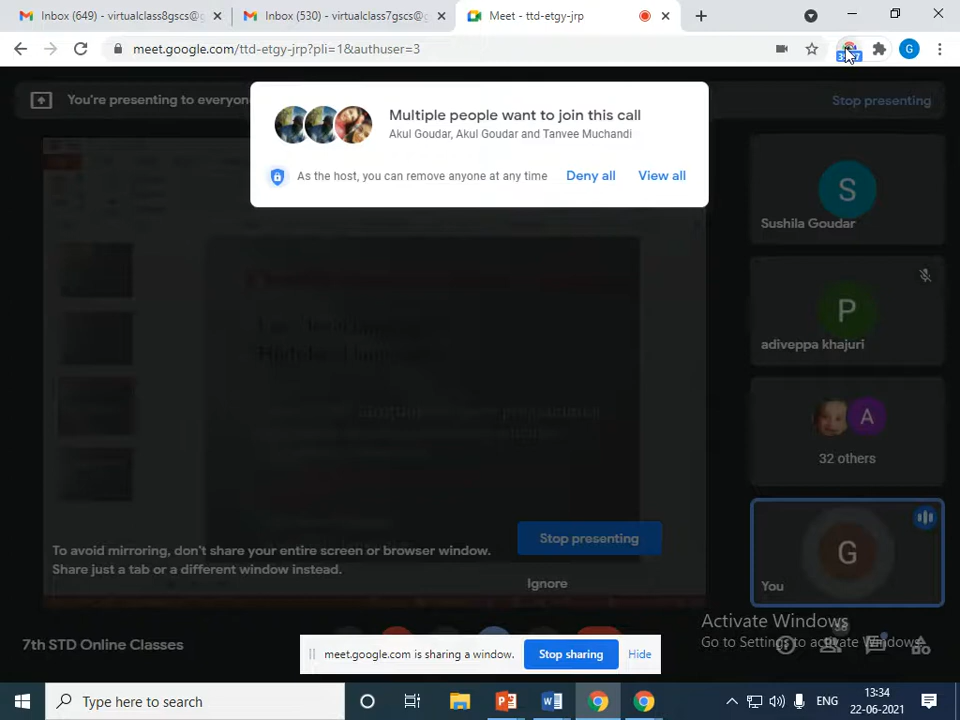 Inbox (649) - virtualclass8gscs@
Inbox (530) - virtualclass7gscs@
Meet - ttd-etgy-jrp
meet.google.com/ttd-etgy-jrp?pli=1&authuser=3
G
You're presenting to everyone
Stop presenting
Multiple people want to join this call
Akul Goudar, Akul Goudar and Tanvee Muchandi
As the host, you can remove anyone at any time
Deny all
View all
S
Sushila Goudar
P
adiveppa khajuri
A
32 others
G
You
To avoid mirroring, don't share your entire screen or browser window.
Share just a tab or a different window instead.
Stop presenting
Ignore
Activate Windows
Go to Settings to activate Windows.
7th STD Online Classes
meet.google.com is sharing a window.
Stop sharing
Hide
Type here to search
ENG
13:34
22-06-2021